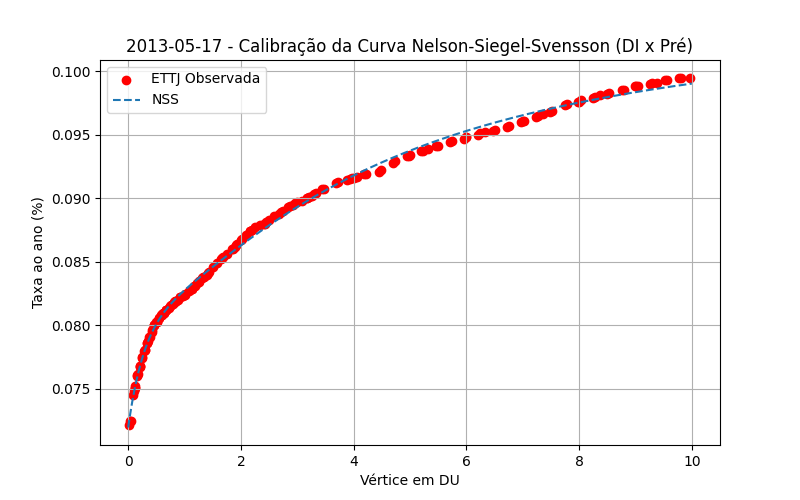 2013-05-17 - Calibração da Curva Nelson-Siegel-Svensson (DI x Pré)
ETTJ Observada
NSS
Taxa ao ano (%)
0.100
0.095
0.090
0.085
0.080
0.075
0
2
4
6
8
10
Vértice em DU